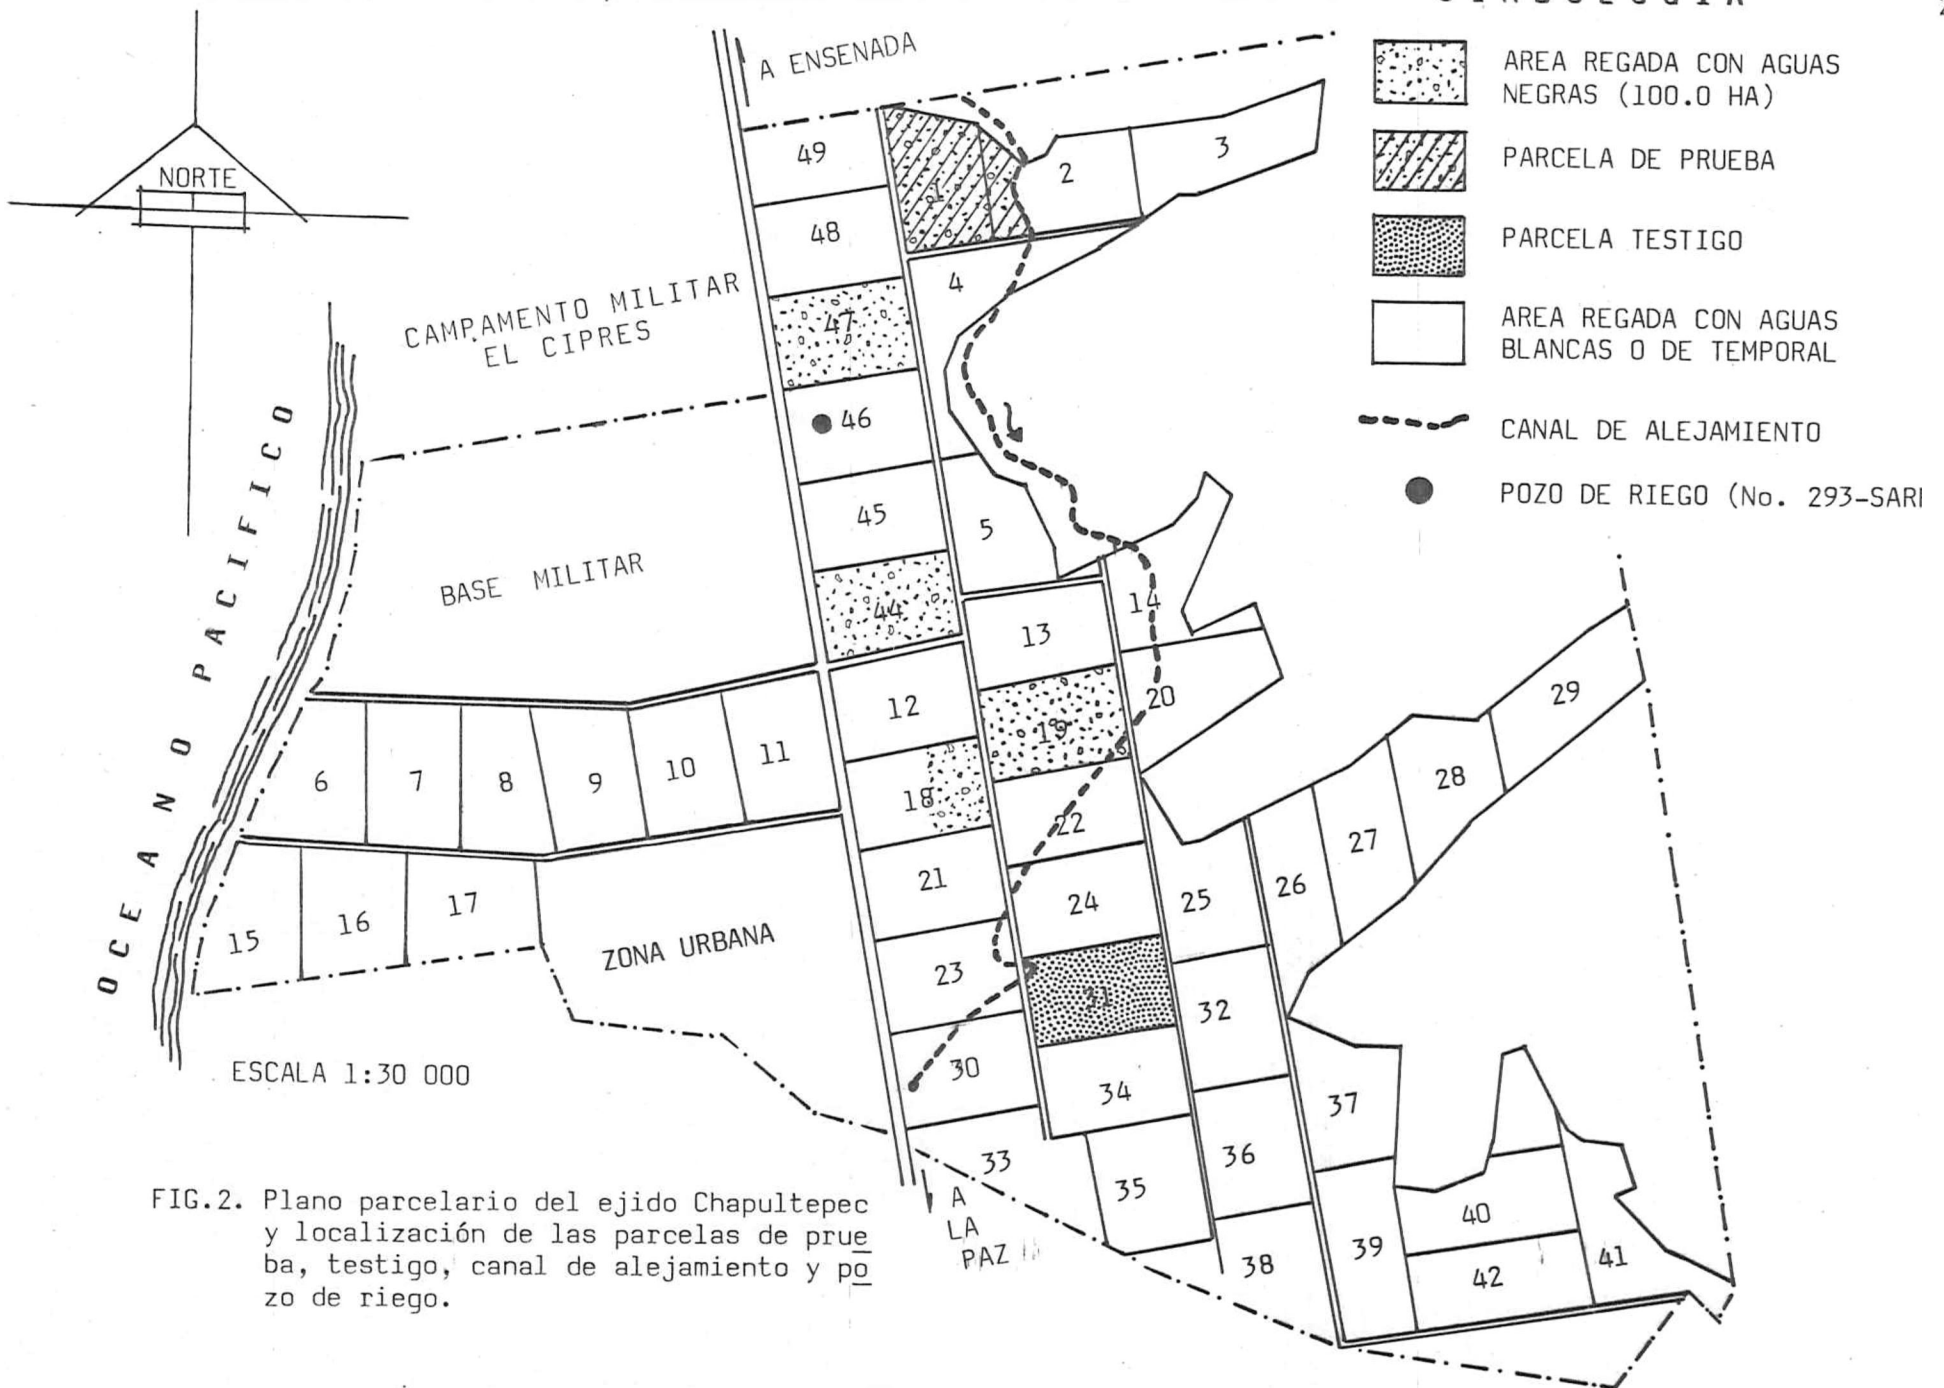 A ENSENADA
NORTE
CAMPAMENTO MILITAR
EL CIPRES
BASE MILITAR
OCEANO PACIFICO
ZONA URBANA
ESCALA 1:30 000
A
LA
PAZ
49
48
47
46
45
44
1
2
3
4
5
13
14
12
19
20
18
22
21
24
23
31
30
34
33
35
6
7
8
9
10
11
15
16
17
25
26
27
28
29
32
36
37
38
39
40
41
42
AREA REGADA CON AGUAS
NEGRAS (100.0 HA)
PARCELA DE PRUEBA
PARCELA TESTIGO
AREA REGADA CON AGUAS
BLANCAS O DE TEMPORAL
CANAL DE ALEJAMIENTO
POZO DE RIEGO (No. 293-SAR
FIG.2. Plano parcelario del ejido Chapultepec
y localización de las parcelas de prue
ba, testigo, canal de alejamiento y po
zo de riego.